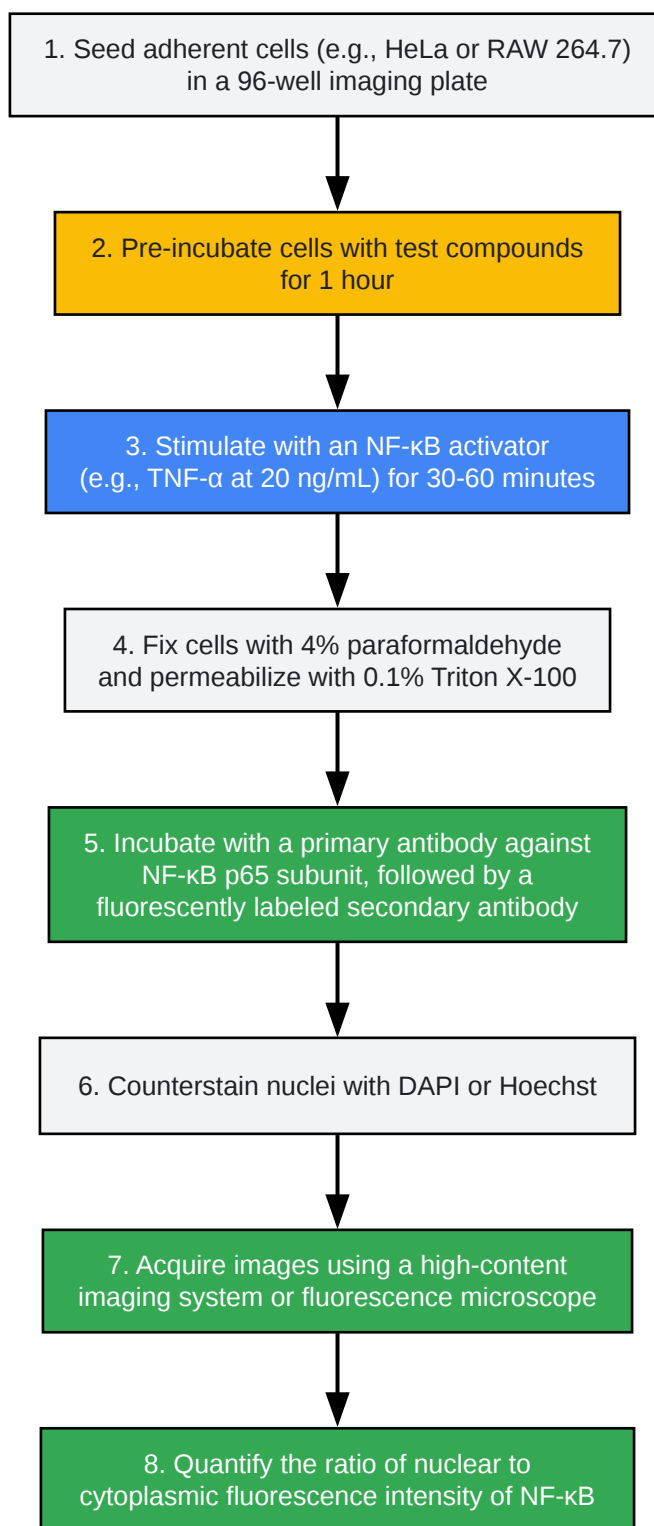 1. Seed adherent cells (e.g., HeLa or RAW 264.7)
in a 96-well imaging plate
2. Pre-incubate cells with test compounds
for 1 hour
3. Stimulate with an NF-κB activator
(e.g., TNF-α at 20 ng/mL) for 30-60 minutes
4. Fix cells with 4% paraformaldehyde
and permeabilize with 0.1% Triton X-100
5. Incubate with a primary antibody against
NF-κB p65 subunit, followed by a
fluorescently labeled secondary antibody
6. Counterstain nuclei with DAPI or Hoechst
7. Acquire images using a high-content
imaging system or fluorescence microscope
8. Quantify the ratio of nuclear to
cytoplasmic fluorescence intensity of NF-κB